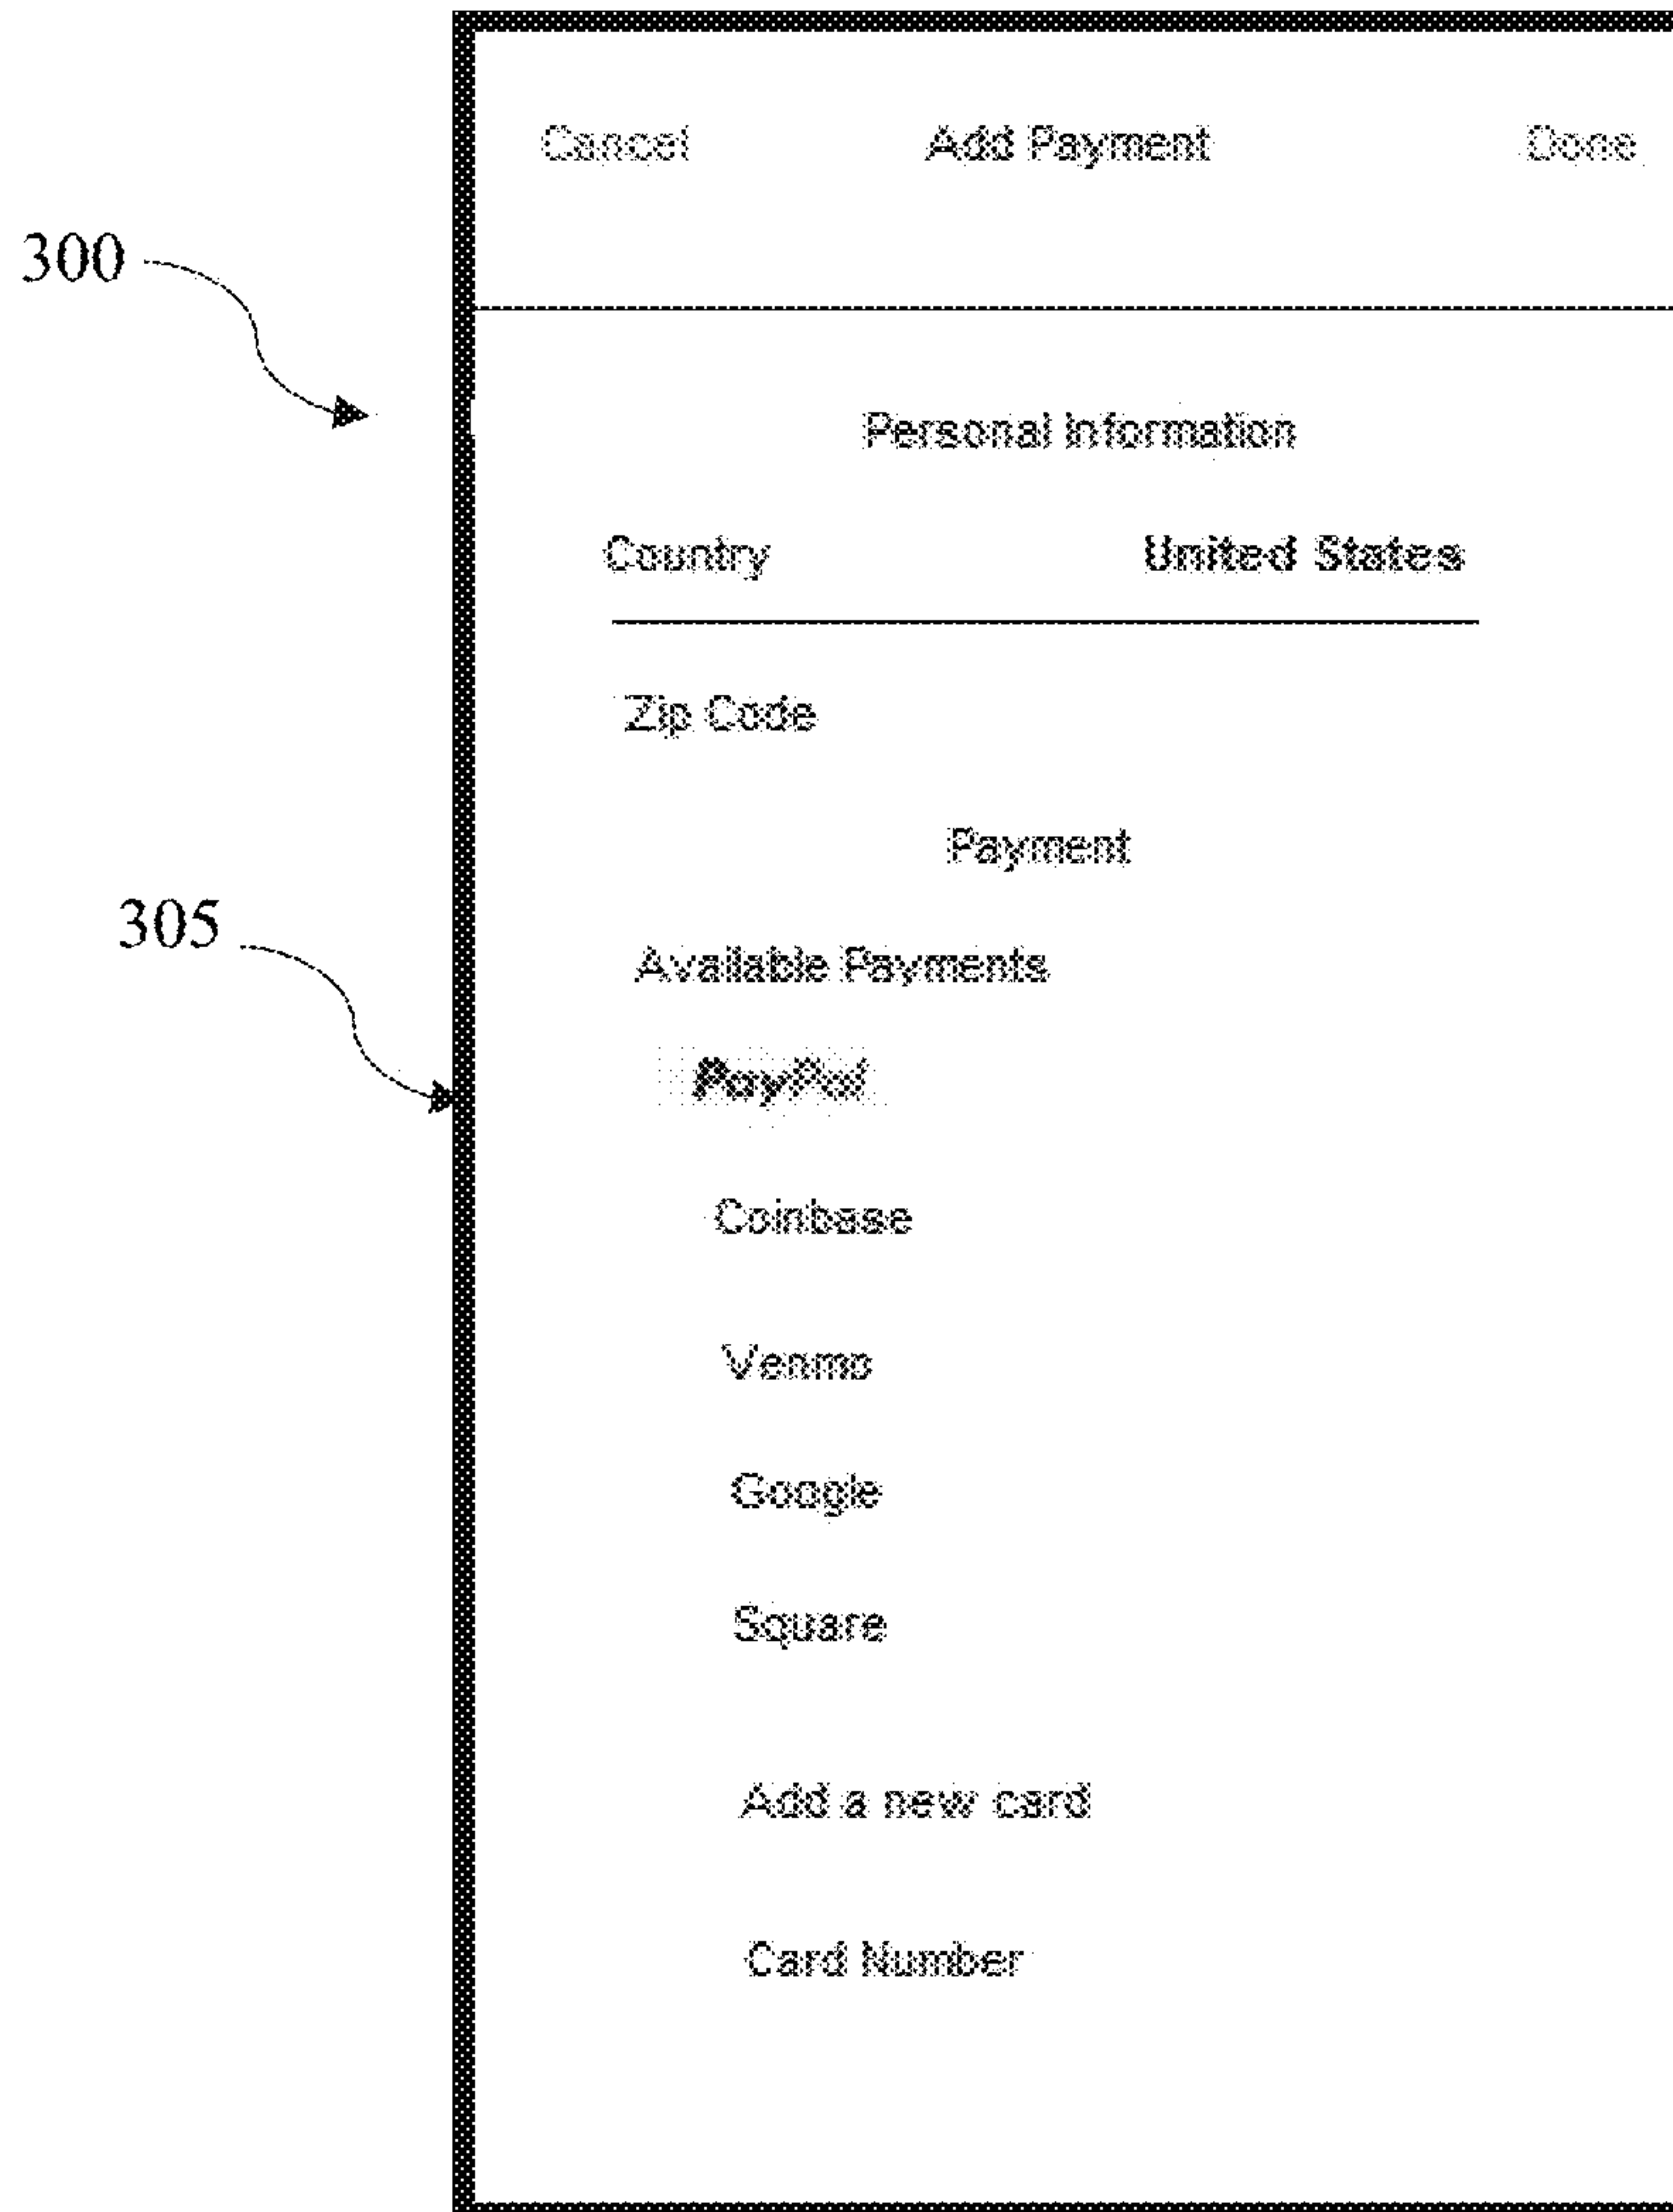 Cancel Add Payment Done
300
Personal Information
Country United States
Zip Code
Payment
305
Available Payments
PayPal
Coinbase
Venmo
Google
Square
Add a new card
Card Number